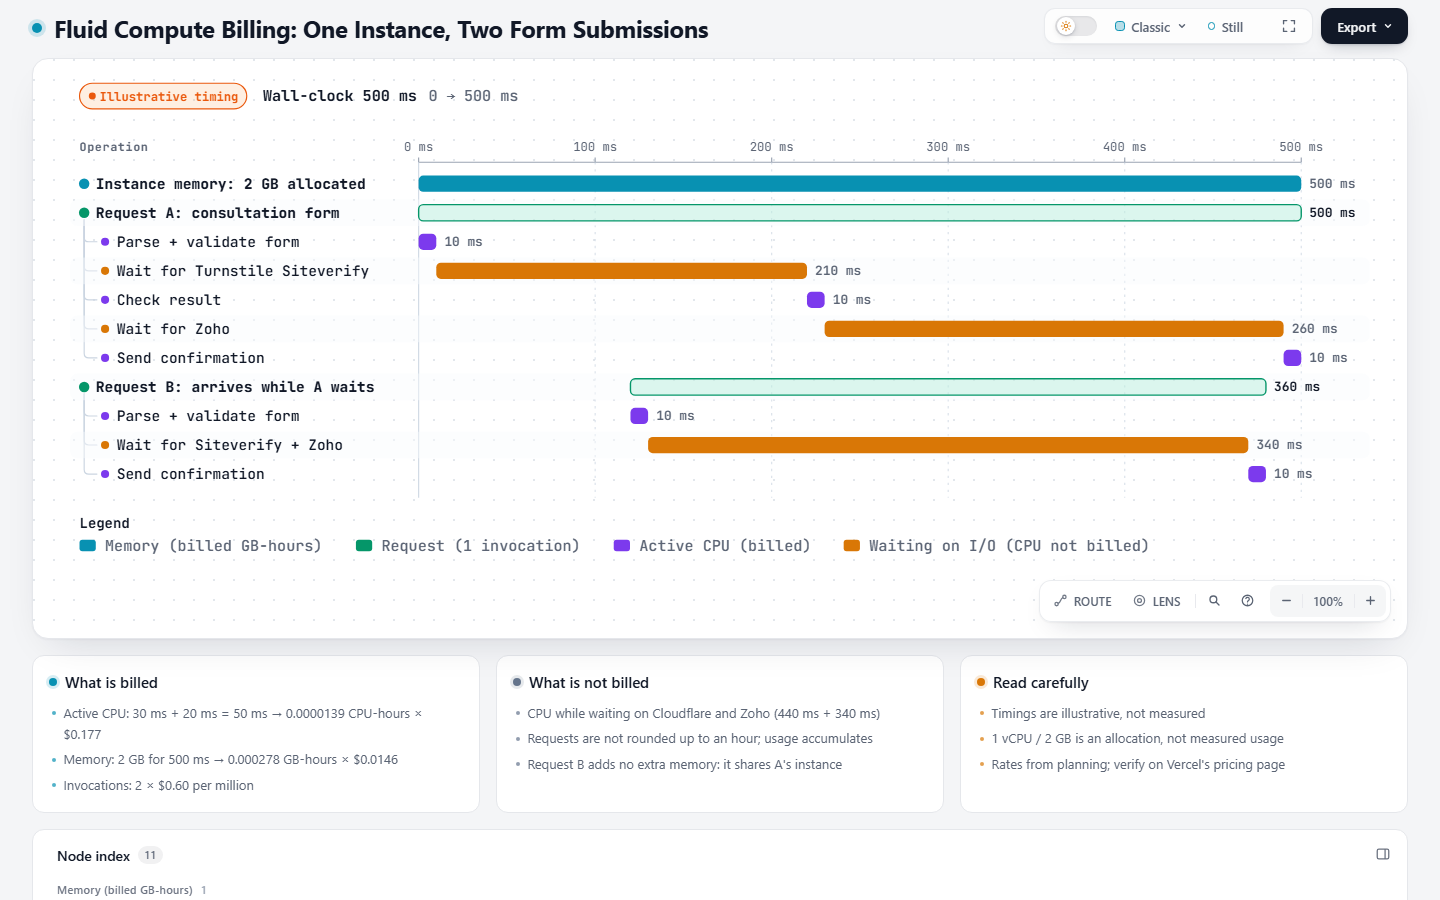 Fluid Compute Billing: One Instance, Two Form Submissions
Classic
Still
Export
Illustrative timing
Wall-clock 500 ms 0 → 500 ms
Operation
0 ms
100 ms
200 ms
300 ms
400 ms
500 ms
Instance memory: 2 GB allocated
500 ms
Request A: consultation form
500 ms
Parse + validate form
10 ms
Wait for Turnstile Siteverify
210 ms
Check result
10 ms
Wait for Zoho
260 ms
Send confirmation
10 ms
Request B: arrives while A waits
360 ms
Parse + validate form
10 ms
Wait for Siteverify + Zoho
340 ms
Send confirmation
10 ms
Legend
Memory (billed GB-hours)
Request (1 invocation)
Active CPU (billed)
Waiting on I/O (CPU not billed)
ROUTE
LENS
− 100% +
What is billed
Active CPU: 30 ms + 20 ms = 50 ms → 0.0000139 CPU-hours ×
$0.177
Memory: 2 GB for 500 ms → 0.000278 GB-hours × $0.0146
Invocations: 2 × $0.60 per million
What is not billed
CPU while waiting on Cloudflare and Zoho (440 ms + 340 ms)
Requests are not rounded up to an hour; usage accumulates
Request B adds no extra memory: it shares A's instance
Read carefully
Timings are illustrative, not measured
1 vCPU / 2 GB is an allocation, not measured usage
Rates from planning; verify on Vercel's pricing page
Node index 11
Memory (billed GB-hours) 1